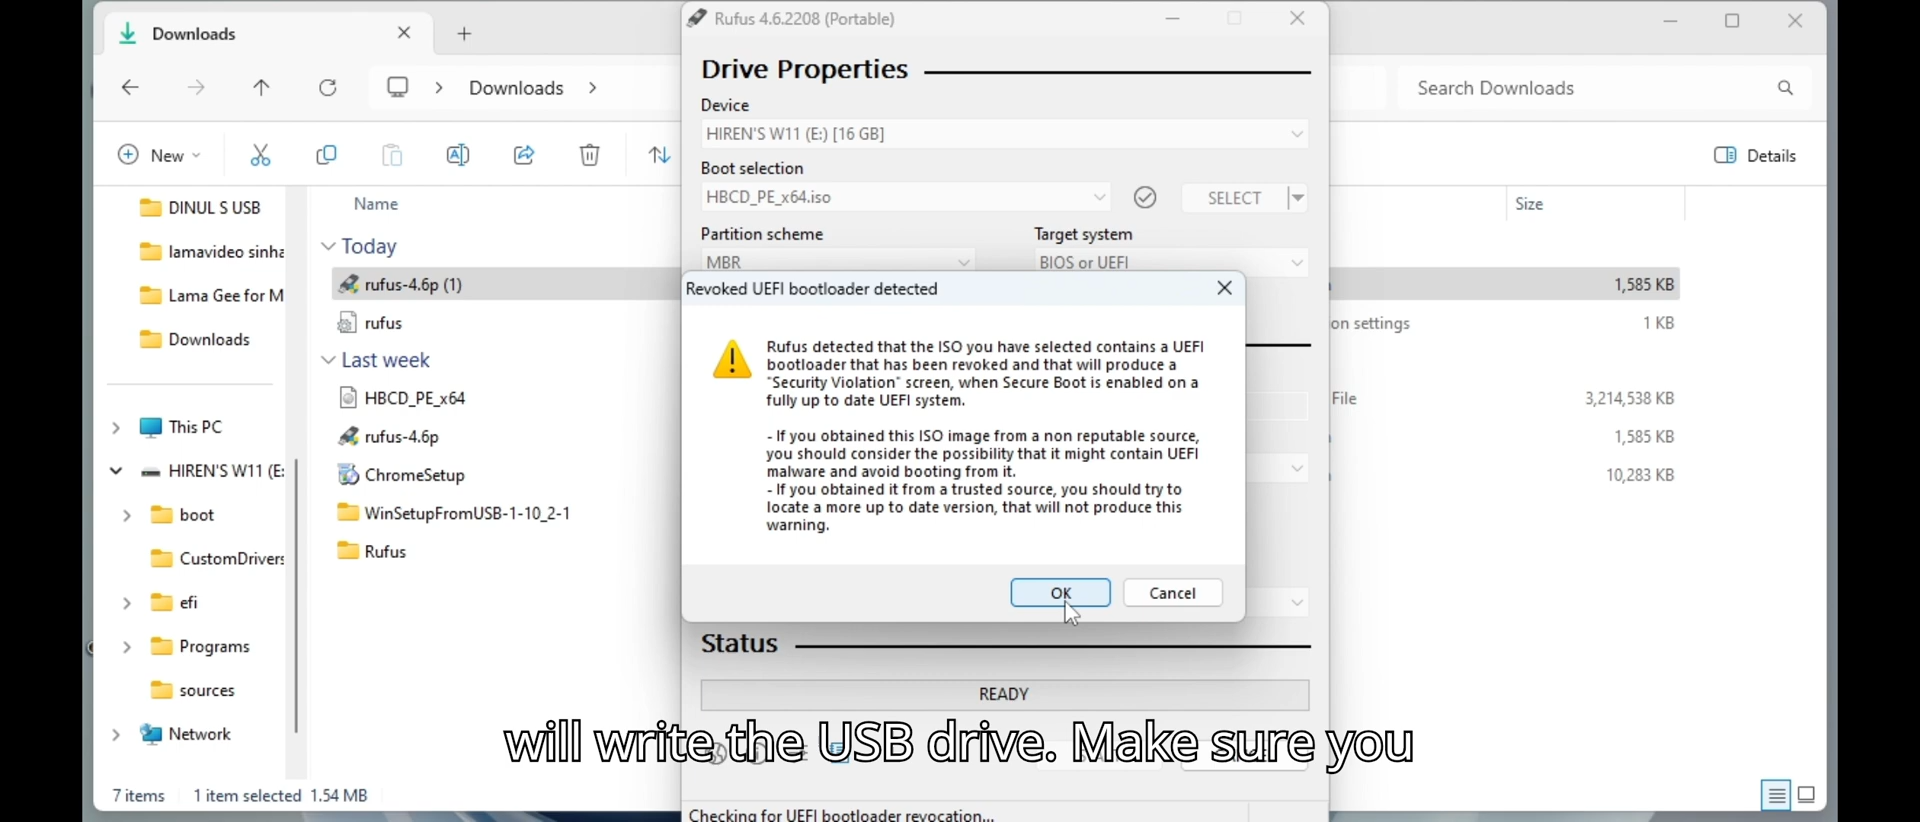 Downloads
Rufus 4.6.2208 (Portable)
Downloads
Search Downloads
New
Details
Drive Properties
Device
HIREN'S W11 (E:) [16 GB]
Boot selection
HBCD_PE_x64.iso
SELECT
Partition scheme
Target system
MBR
BIOS or UEFI
DINUL S USB
lamavideo sinha
Lama Gee for M
Downloads
This PC
HIREN'S W11 (E:
boot
CustomDrivers
efi
Programs
sources
Network
Name
Size
Today
rufus-4.6p (1)
1,585 KB
rufus
on settings
1 KB
Last week
HBCD_PE_x64
File
3,214,538 KB
rufus-4.6p
1,585 KB
ChromeSetup
10,283 KB
WinSetupFromUSB-1-10_2-1
Rufus
Revoked UEFI bootloader detected
Rufus detected that the ISO you have selected contains a UEFI
bootloader that has been revoked and that will produce a
"Security Violation" screen, when Secure Boot is enabled on a
fully up to date UEFI system.
- If you obtained this ISO image from a non reputable source,
you should consider the possibility that it might contain UEFI
malware and avoid booting from it.
- If you obtained it from a trusted source, you should try to
locate a more up to date version, that will not produce this
warning.
OK
Cancel
Status
READY
will write the USB drive. Make sure you
7 items
1 item selected 1.54 MB
Checking for UEFI bootloader revocation...